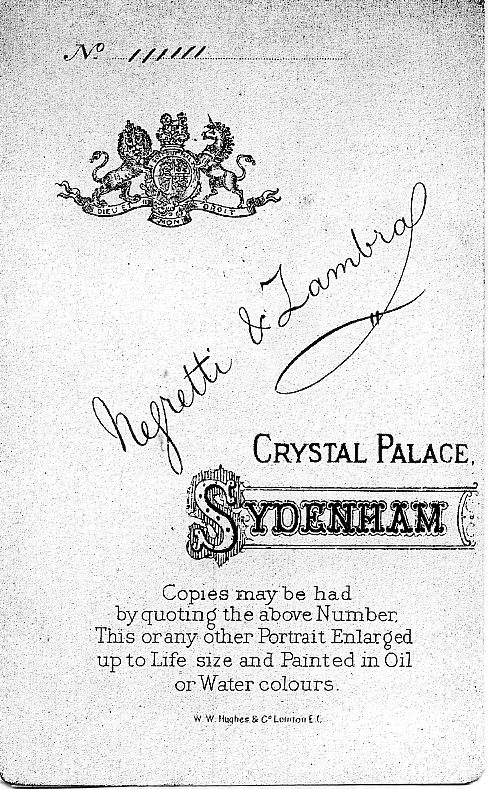 No 111111
DIEU ET MON DROIT
Negretti & Zambra
CRYSTAL PALACE,
SYDENHAM
Copies may be had
by quoting the above Number,
This or any other Portrait Enlarged
up to Life size and Painted in Oil
or Water colours.
W. W. Hughes & Co London E.C.